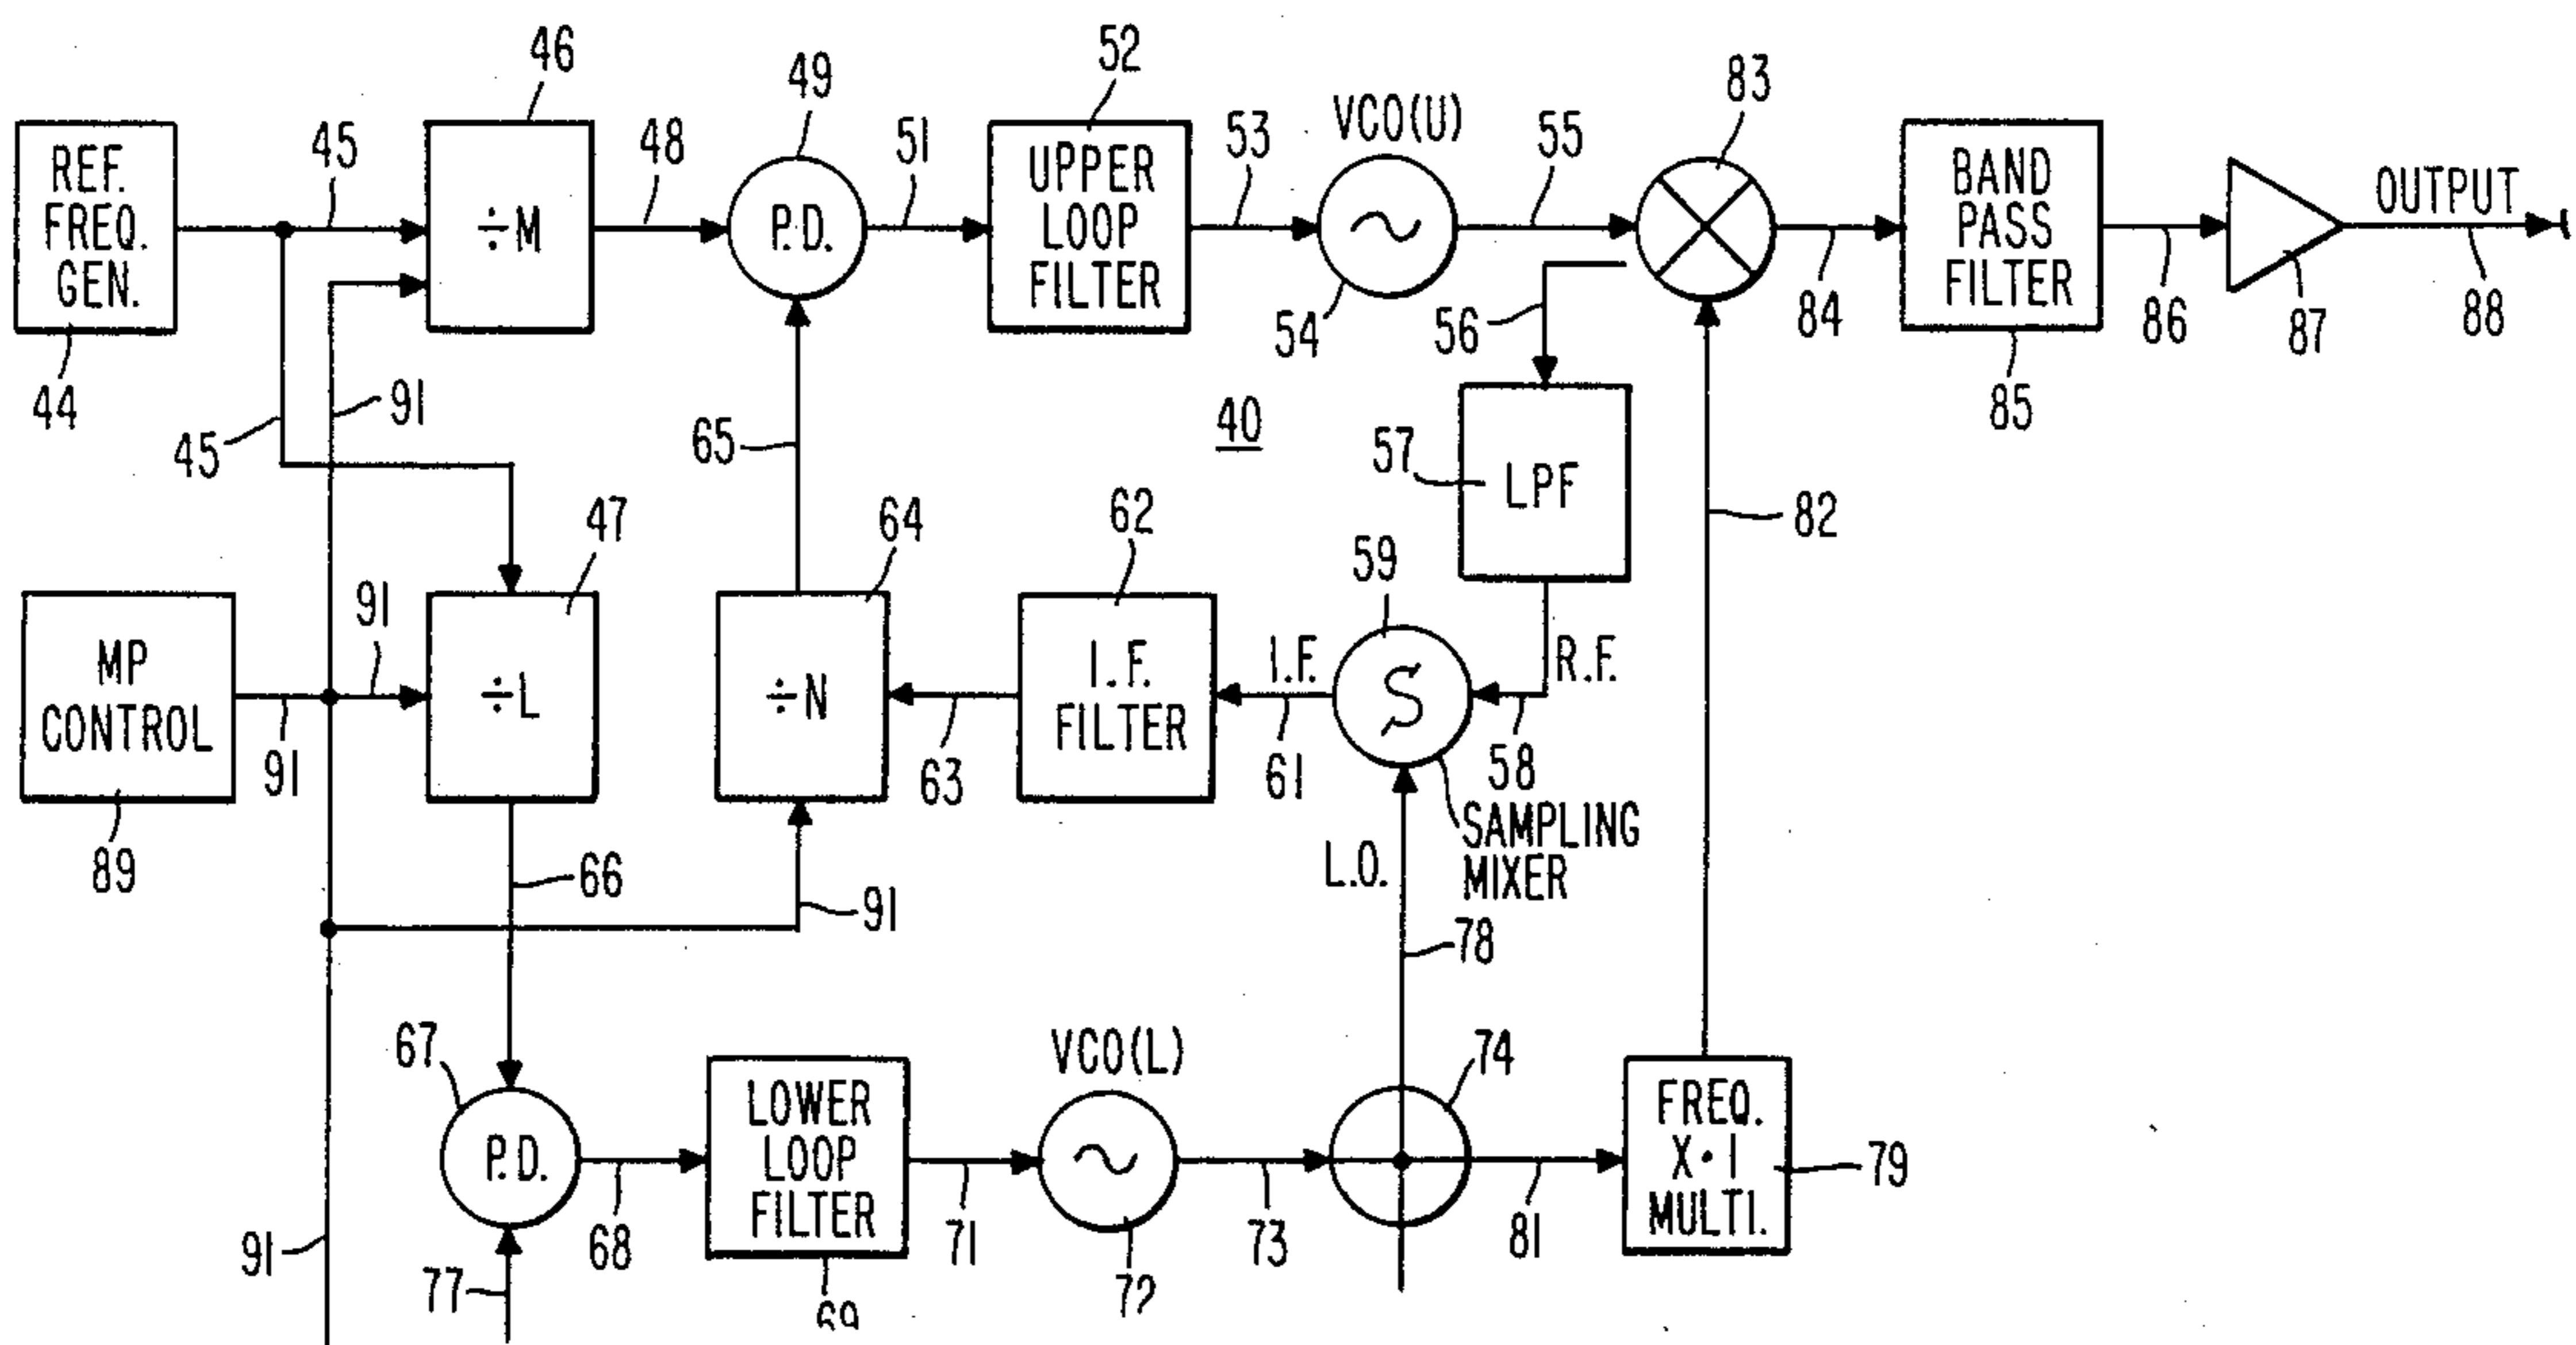 46
49
52
VCO(U)
83
REF.
FREQ.
GEN.
45
÷M
48
P.D.
51
UPPER
LOOP
FILTER
53
55
BAND
PASS
FILTER
OUTPUT
44
91
45
65
40
54
56
84
85
86
87
88
57
LPF
82
47
64
62
59
MP
CONTROL
91
91
÷L
÷N
63
I.F.
FILTER
I.F.
61
S
R.F.
58
SAMPLING
MIXER
89
66
91
L.O.
78
67
P.D.
68
LOWER
LOOP
FILTER
71
VCO(L)
73
74
81
FREQ.
X·I
MULTI.
79
91
77
69
72